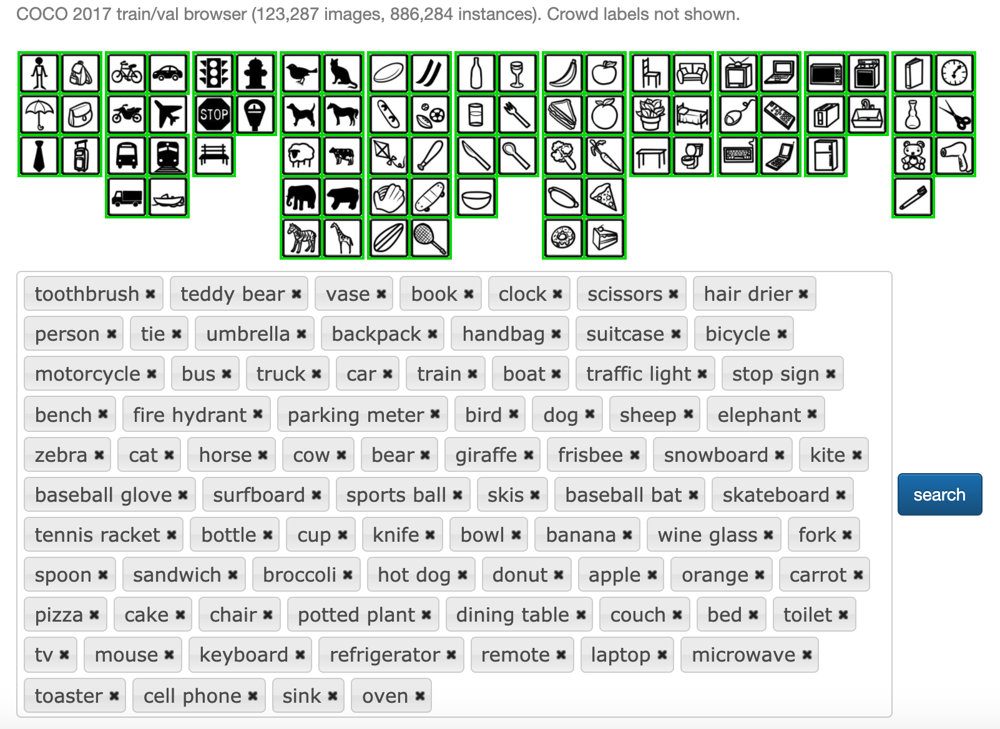 COCO 2017 train/val browser (123,287 images, 886,284 instances). Crowd labels not shown.
STOP
toothbrush × teddy bear × vase × book × clock × scissors × hair drier ×
person × tie × umbrella × backpack × handbag × suitcase × bicycle ×
motorcycle × bus × truck × car × train × boat × traffic light × stop sign ×
bench × fire hydrant × parking meter × bird × dog × sheep × elephant ×
zebra × cat × horse × cow × bear × giraffe × frisbee × snowboard × kite ×
baseball glove × surfboard × sports ball × skis × baseball bat × skateboard ×
search
tennis racket × bottle × cup × knife × bowl × banana × wine glass × fork ×
spoon × sandwich × broccoli × hot dog × donut × apple × orange × carrot ×
pizza × cake × chair × potted plant × dining table × couch × bed × toilet ×
tv × mouse × keyboard × refrigerator × remote × laptop × microwave ×
toaster × cell phone × sink × oven ×